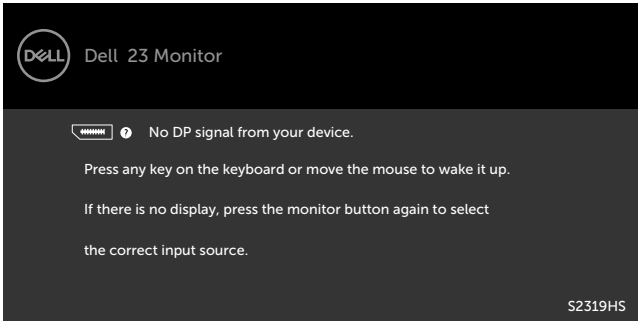 DELL Dell 23 Monitor
? No DP signal from your device.
Press any key on the keyboard or move the mouse to wake it up.
If there is no display, press the monitor button again to select
the correct input source.
S2319HS